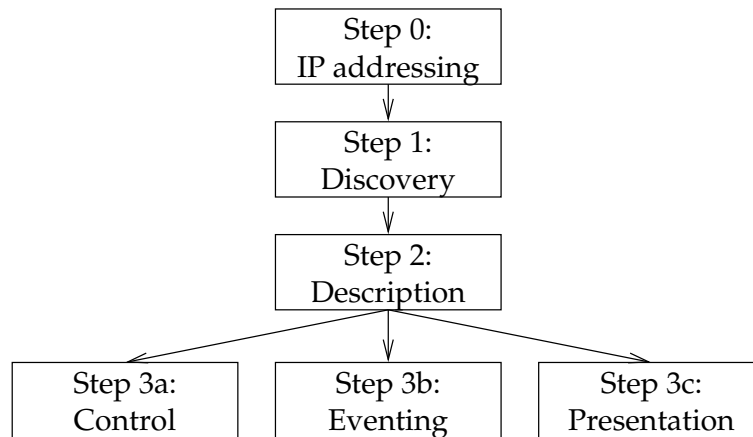 Step 0:
IP addressing
Step 1:
Discovery
Step 2:
Description
Step 3a:
Control
Step 3b:
Eventing
Step 3c:
Presentation